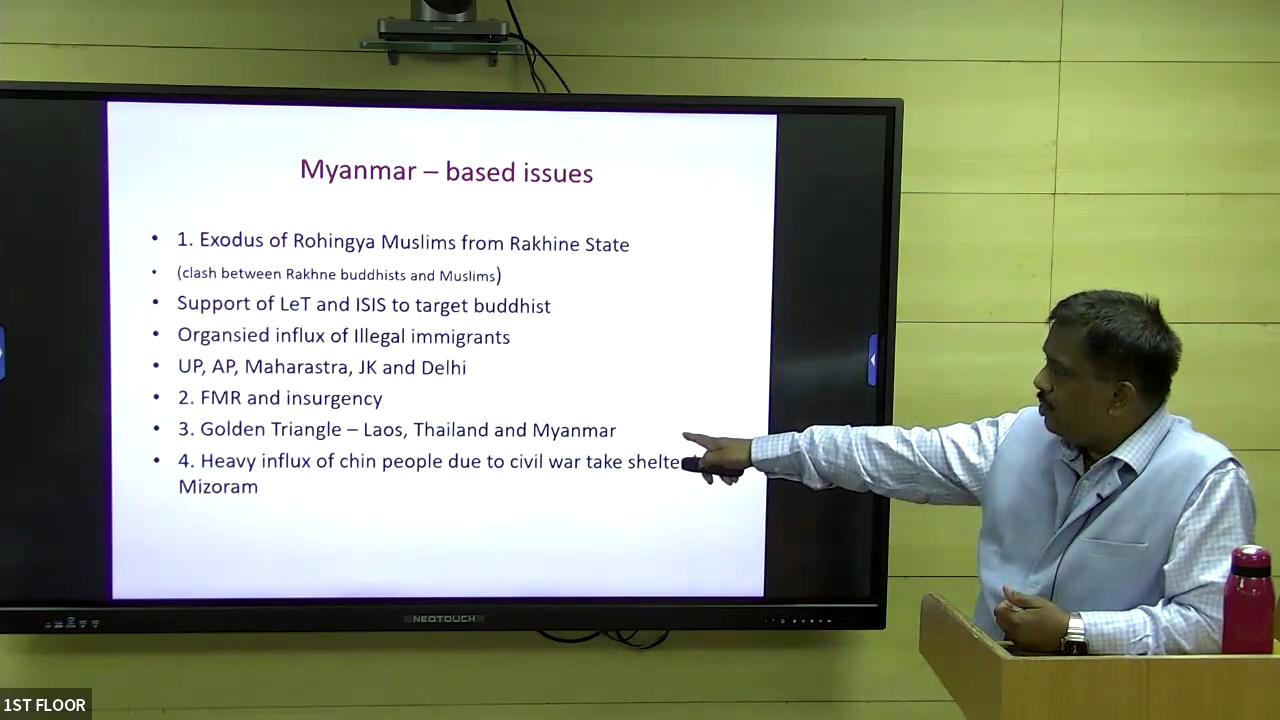 Myanmar – based issues
• 1. Exodus of Rohingya Muslims from Rakhine State
• (clash between Rakhne buddhists and Muslims)
• Support of LeT and ISIS to target buddhist
• Organsied influx of Illegal immigrants
• UP, AP, Maharastra, JK and Delhi
• 2. FMR and insurgency
• 3. Golden Triangle – Laos, Thailand and Myanmar
• 4. Heavy influx of chin people due to civil war take shelte
Mizoram
NEOTOUCH
1ST FLOOR